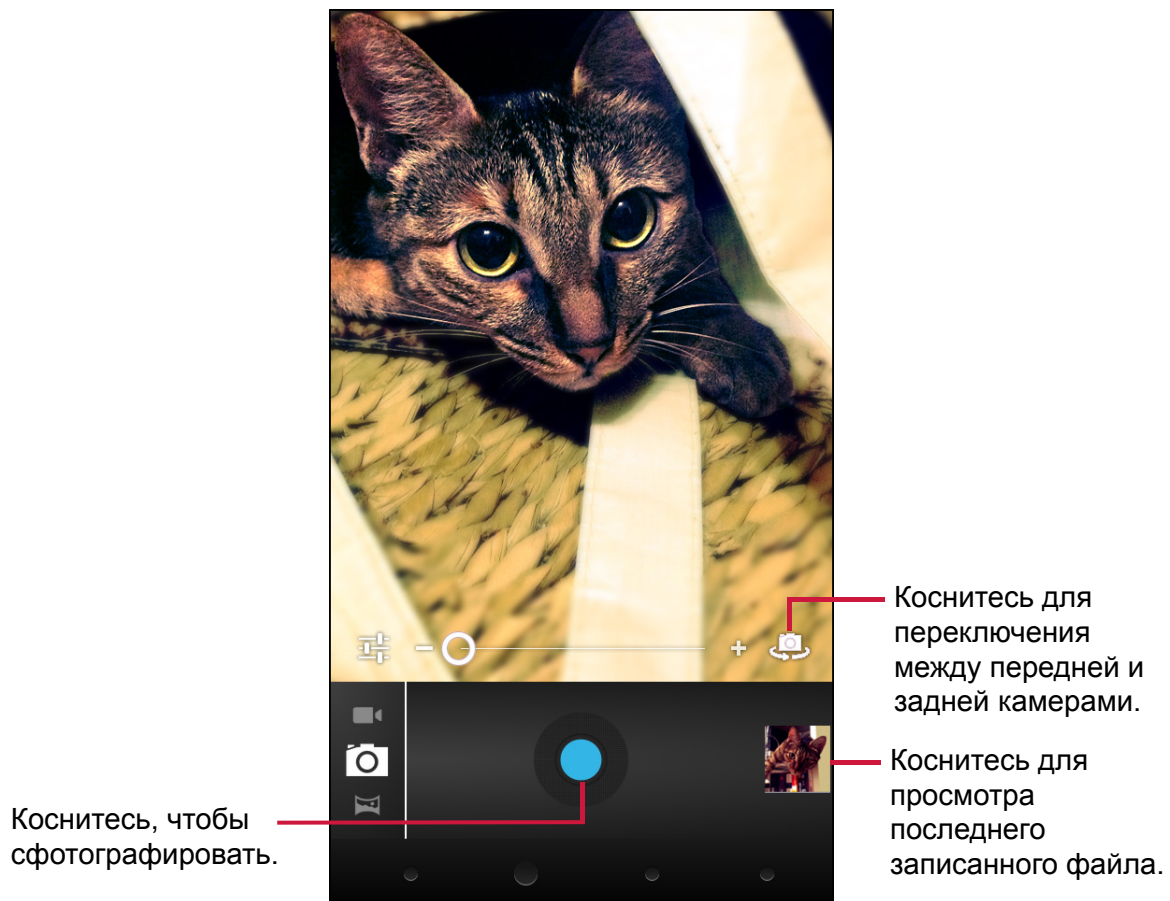 Коснитесь для
переключения
между передней и
задней камерами.
Коснитесь для
просмотра
последнего
записанного файла.
Коснитесь, чтобы
сфотографировать.